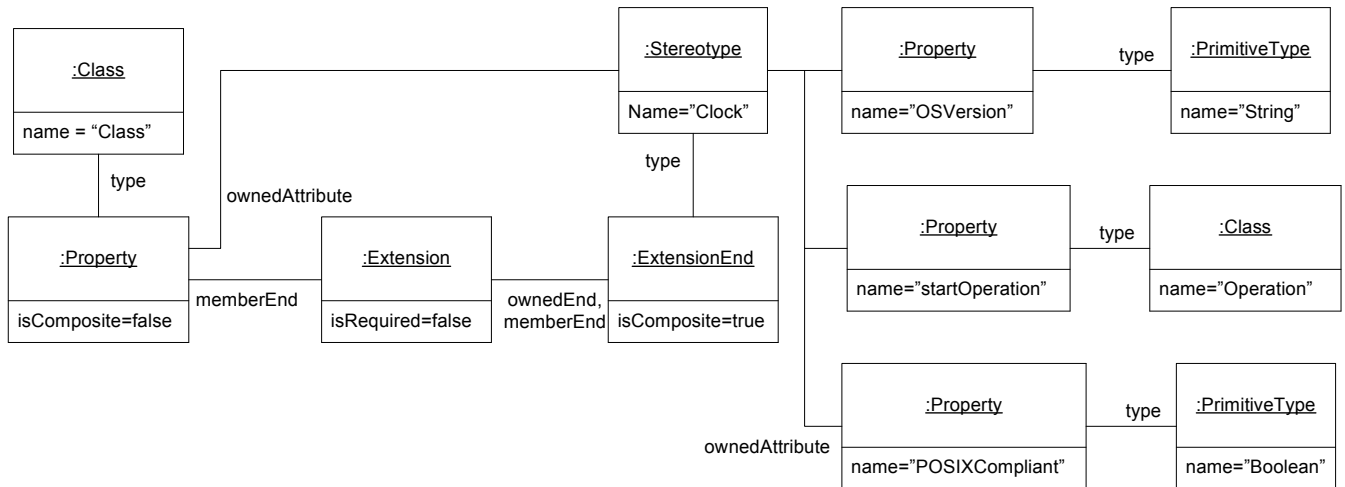 :Class
name = “Class”
:Stereotype
Name=”Clock”
:Property
name=”OSVersion”
type
:PrimitiveType
name=”String”
type
ownedAttribute
type
:Property
isComposite=false
memberEnd
:Extension
isRequired=false
ownedEnd,
memberEnd
:ExtensionEnd
isComposite=true
:Property
name=”startOperation”
type
:Class
name=”Operation”
ownedAttribute
:Property
name=”POSIXCompliant”
type
:PrimitiveType
name=”Boolean”